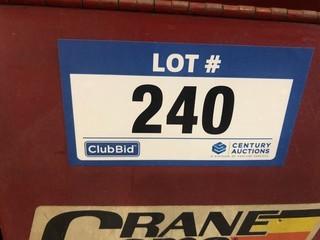 LOT #
240
ClubBid
CENTURY
AUCTIONS
CRANE